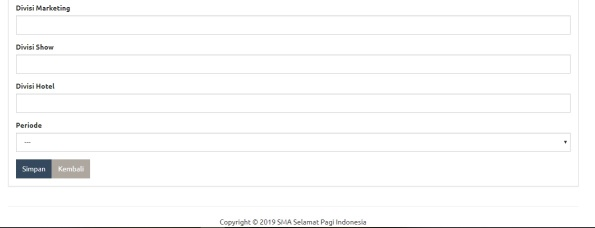 Divisi Marketing
Divisi Show
Divisi Hotel
Periode
---
Simpan Kembali
Copyright © 2019 SMA Selamat Pagi Indonesia